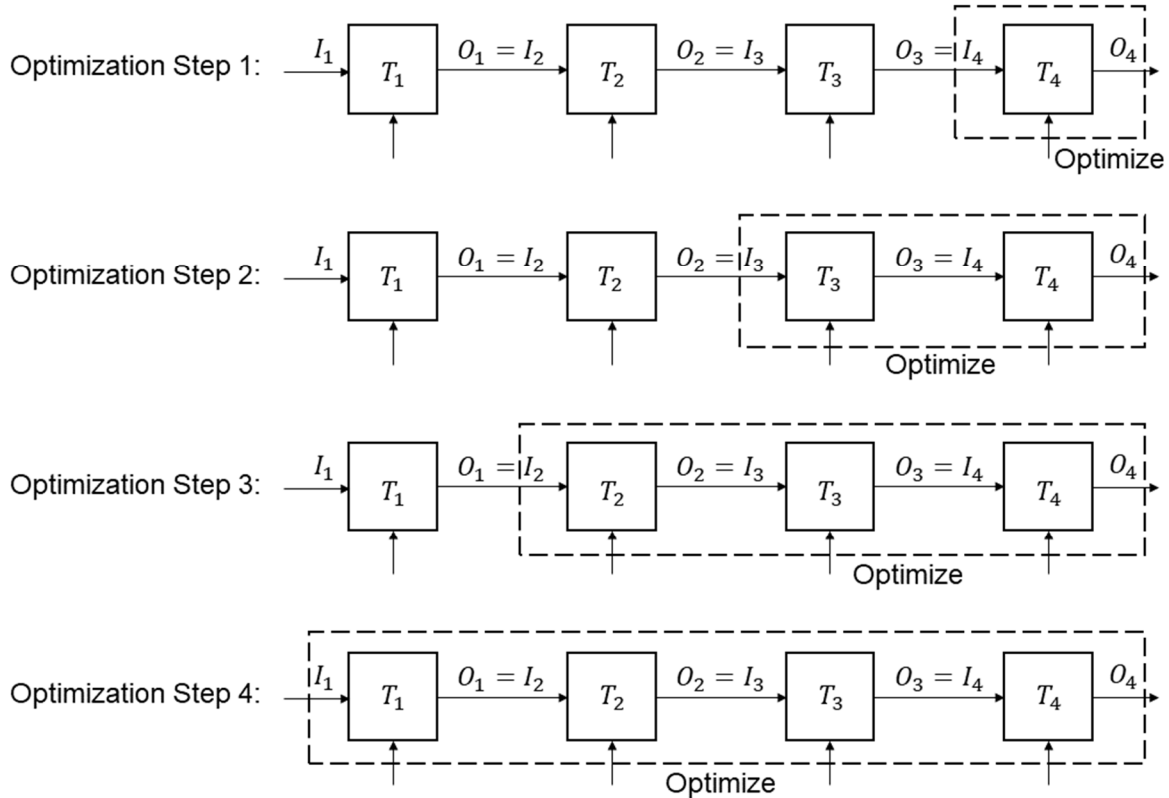 Optimization Step 1: I₁ T₁ O₁ = I₂ T₂ O₂ = I₃ T₃ O₃ = I₄ T₄ O₄
Optimize
Optimization Step 2: I₁ T₁ O₁ = I₂ T₂ O₂ = I₃ T₃ O₃ = I₄ T₄ O₄
Optimize
Optimization Step 3: I₁ T₁ O₁ = I₂ T₂ O₂ = I₃ T₃ O₃ = I₄ T₄ O₄
Optimize
Optimization Step 4: I₁ T₁ O₁ = I₂ T₂ O₂ = I₃ T₃ O₃ = I₄ T₄ O₄
Optimize